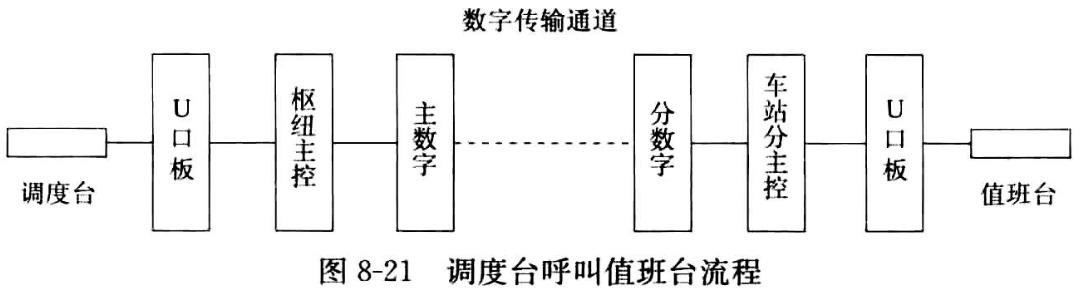 数字传输通道
U口板
枢纽主控
主数字
分数字
车站分主控
U口板
调度台
值班台
图 8-21 调度台呼叫值班台流程